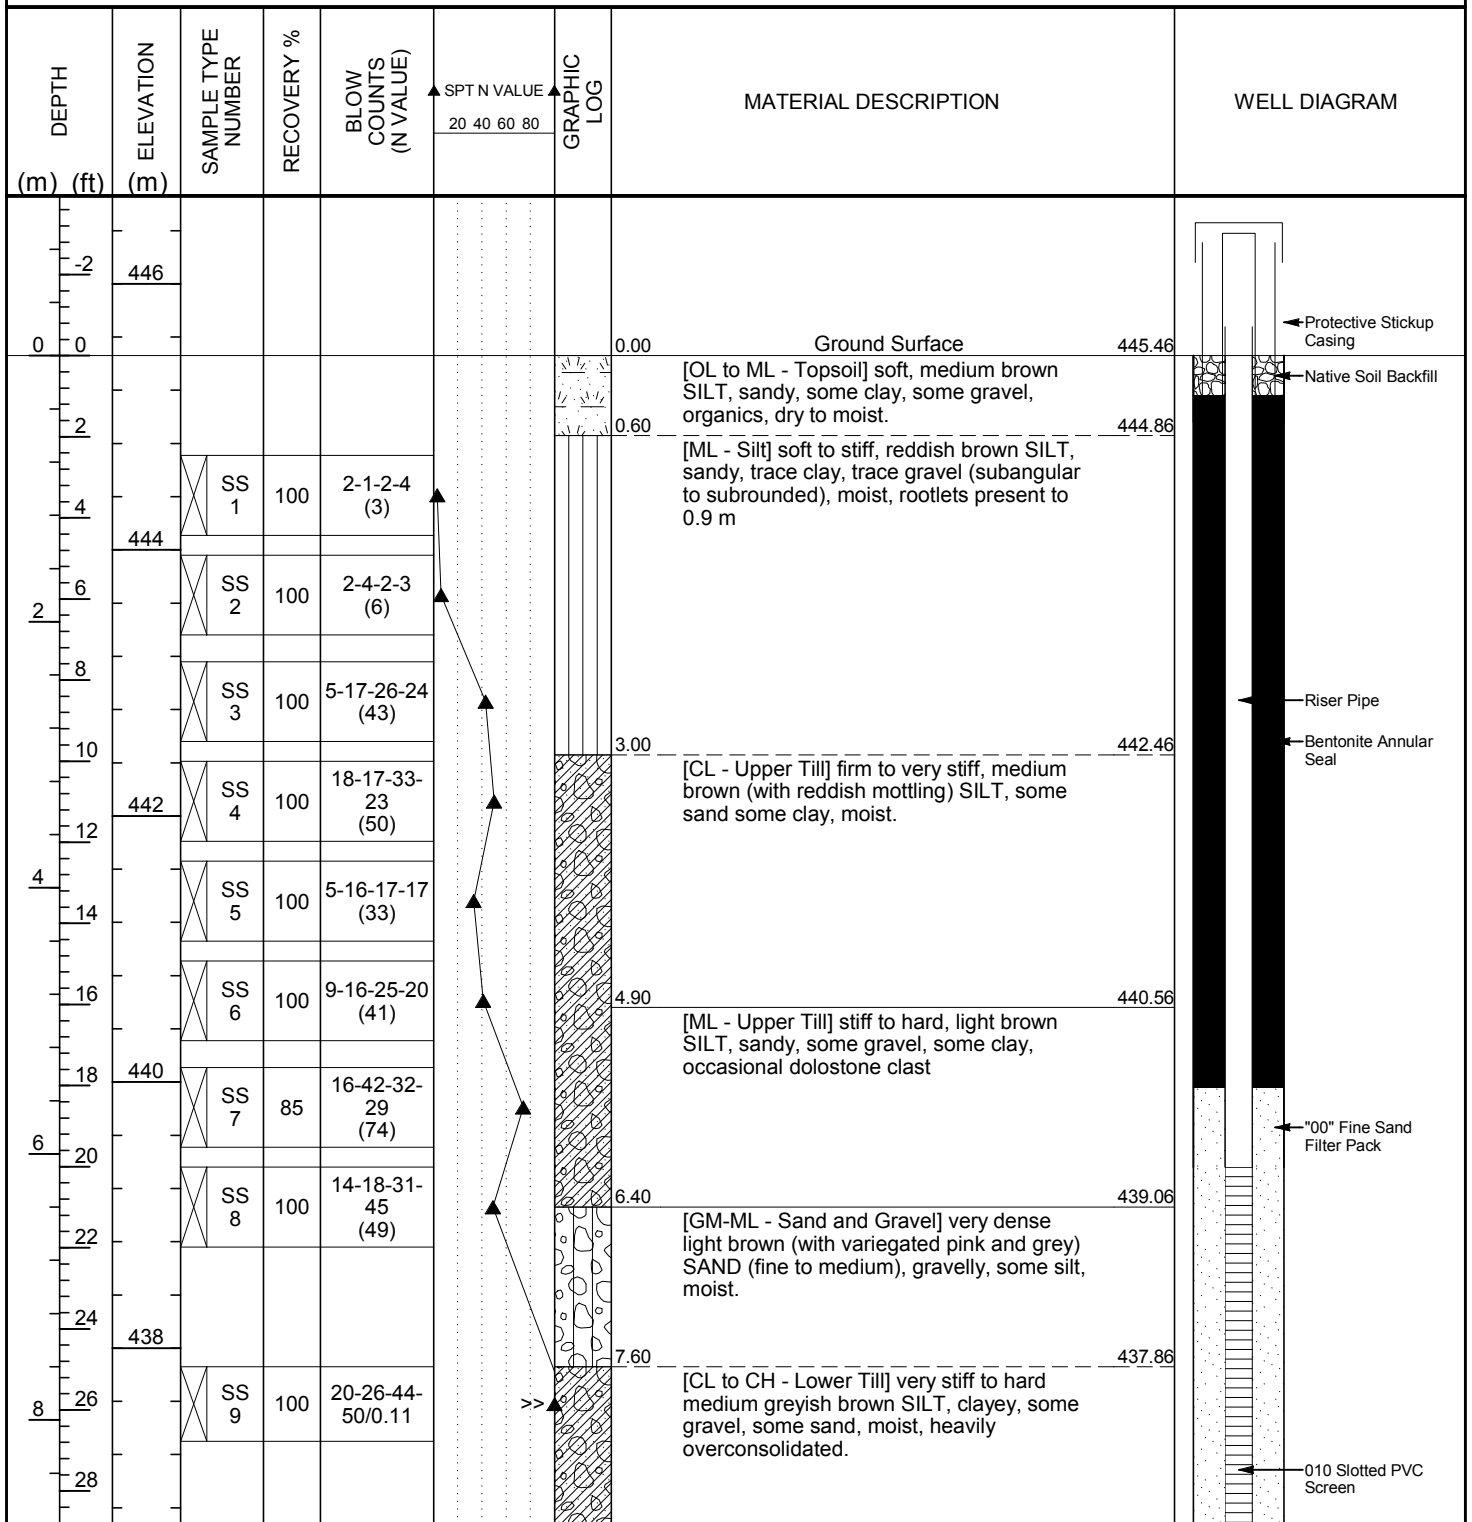 DEPTH
(m) (ft)
ELEVATION
(m)
SAMPLE TYPE
NUMBER
RECOVERY %
BLOW
COUNTS
(N VALUE)
SPT N VALUE
20 40 60 80
GRAPHIC
LOG
MATERIAL DESCRIPTION
WELL DIAGRAM
-2
446
Protective Stickup
Casing
0 0
0.00 Ground Surface 445.46
[OL to ML - Topsoil] soft, medium brown
SILT, sandy, some clay, some gravel,
organics, dry to moist.
Native Soil Backfill
2
0.60 444.86
[ML - Silt] soft to stiff, reddish brown SILT,
sandy, trace clay, trace gravel (subangular
to subrounded), moist, rootlets present to
0.9 m
SS
1
100
2-1-2-4
(3)
4
444
SS
2
100
2-4-2-3
(6)
6
2
8
SS
3
100
5-17-26-24
(43)
Riser Pipe
10
3.00 442.46
Bentonite Annular
Seal
[CL - Upper Till] firm to very stiff, medium
brown (with reddish mottling) SILT, some
sand some clay, moist.
SS
4
100
18-17-33-
23
(50)
442
12
4
SS
5
100
5-16-17-17
(33)
14
SS
6
100
9-16-25-20
(41)
16
4.90 440.56
[ML - Upper Till] stiff to hard, light brown
SILT, sandy, some gravel, some clay,
occasional dolostone clast
18
440
SS
7
85
16-42-32-
29
(74)
"00" Fine Sand
Filter Pack
6
20
SS
8
100
14-18-31-
45
(49)
6.40 439.06
[GM-ML - Sand and Gravel] very dense
light brown (with variegated pink and grey)
SAND (fine to medium), gravelly, some silt,
moist.
22
24
438
7.60 437.86
[CL to CH - Lower Till] very stiff to hard
medium greyish brown SILT, clayey, some
gravel, some sand, moist, heavily
overconsolidated.
SS
9
100
20-26-44-
50/0.11
>>
8
26
010 Slotted PVC
Screen
28